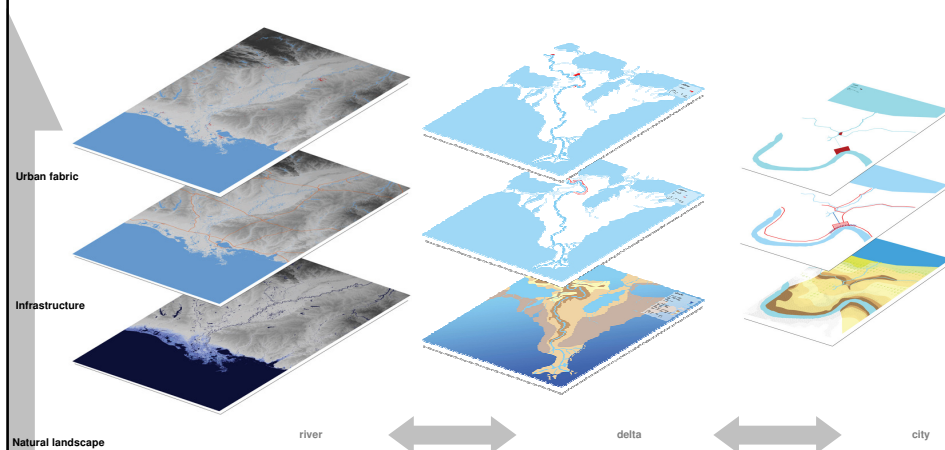 Urban fabric
Infrastructure
Natural landscape
river
delta
city